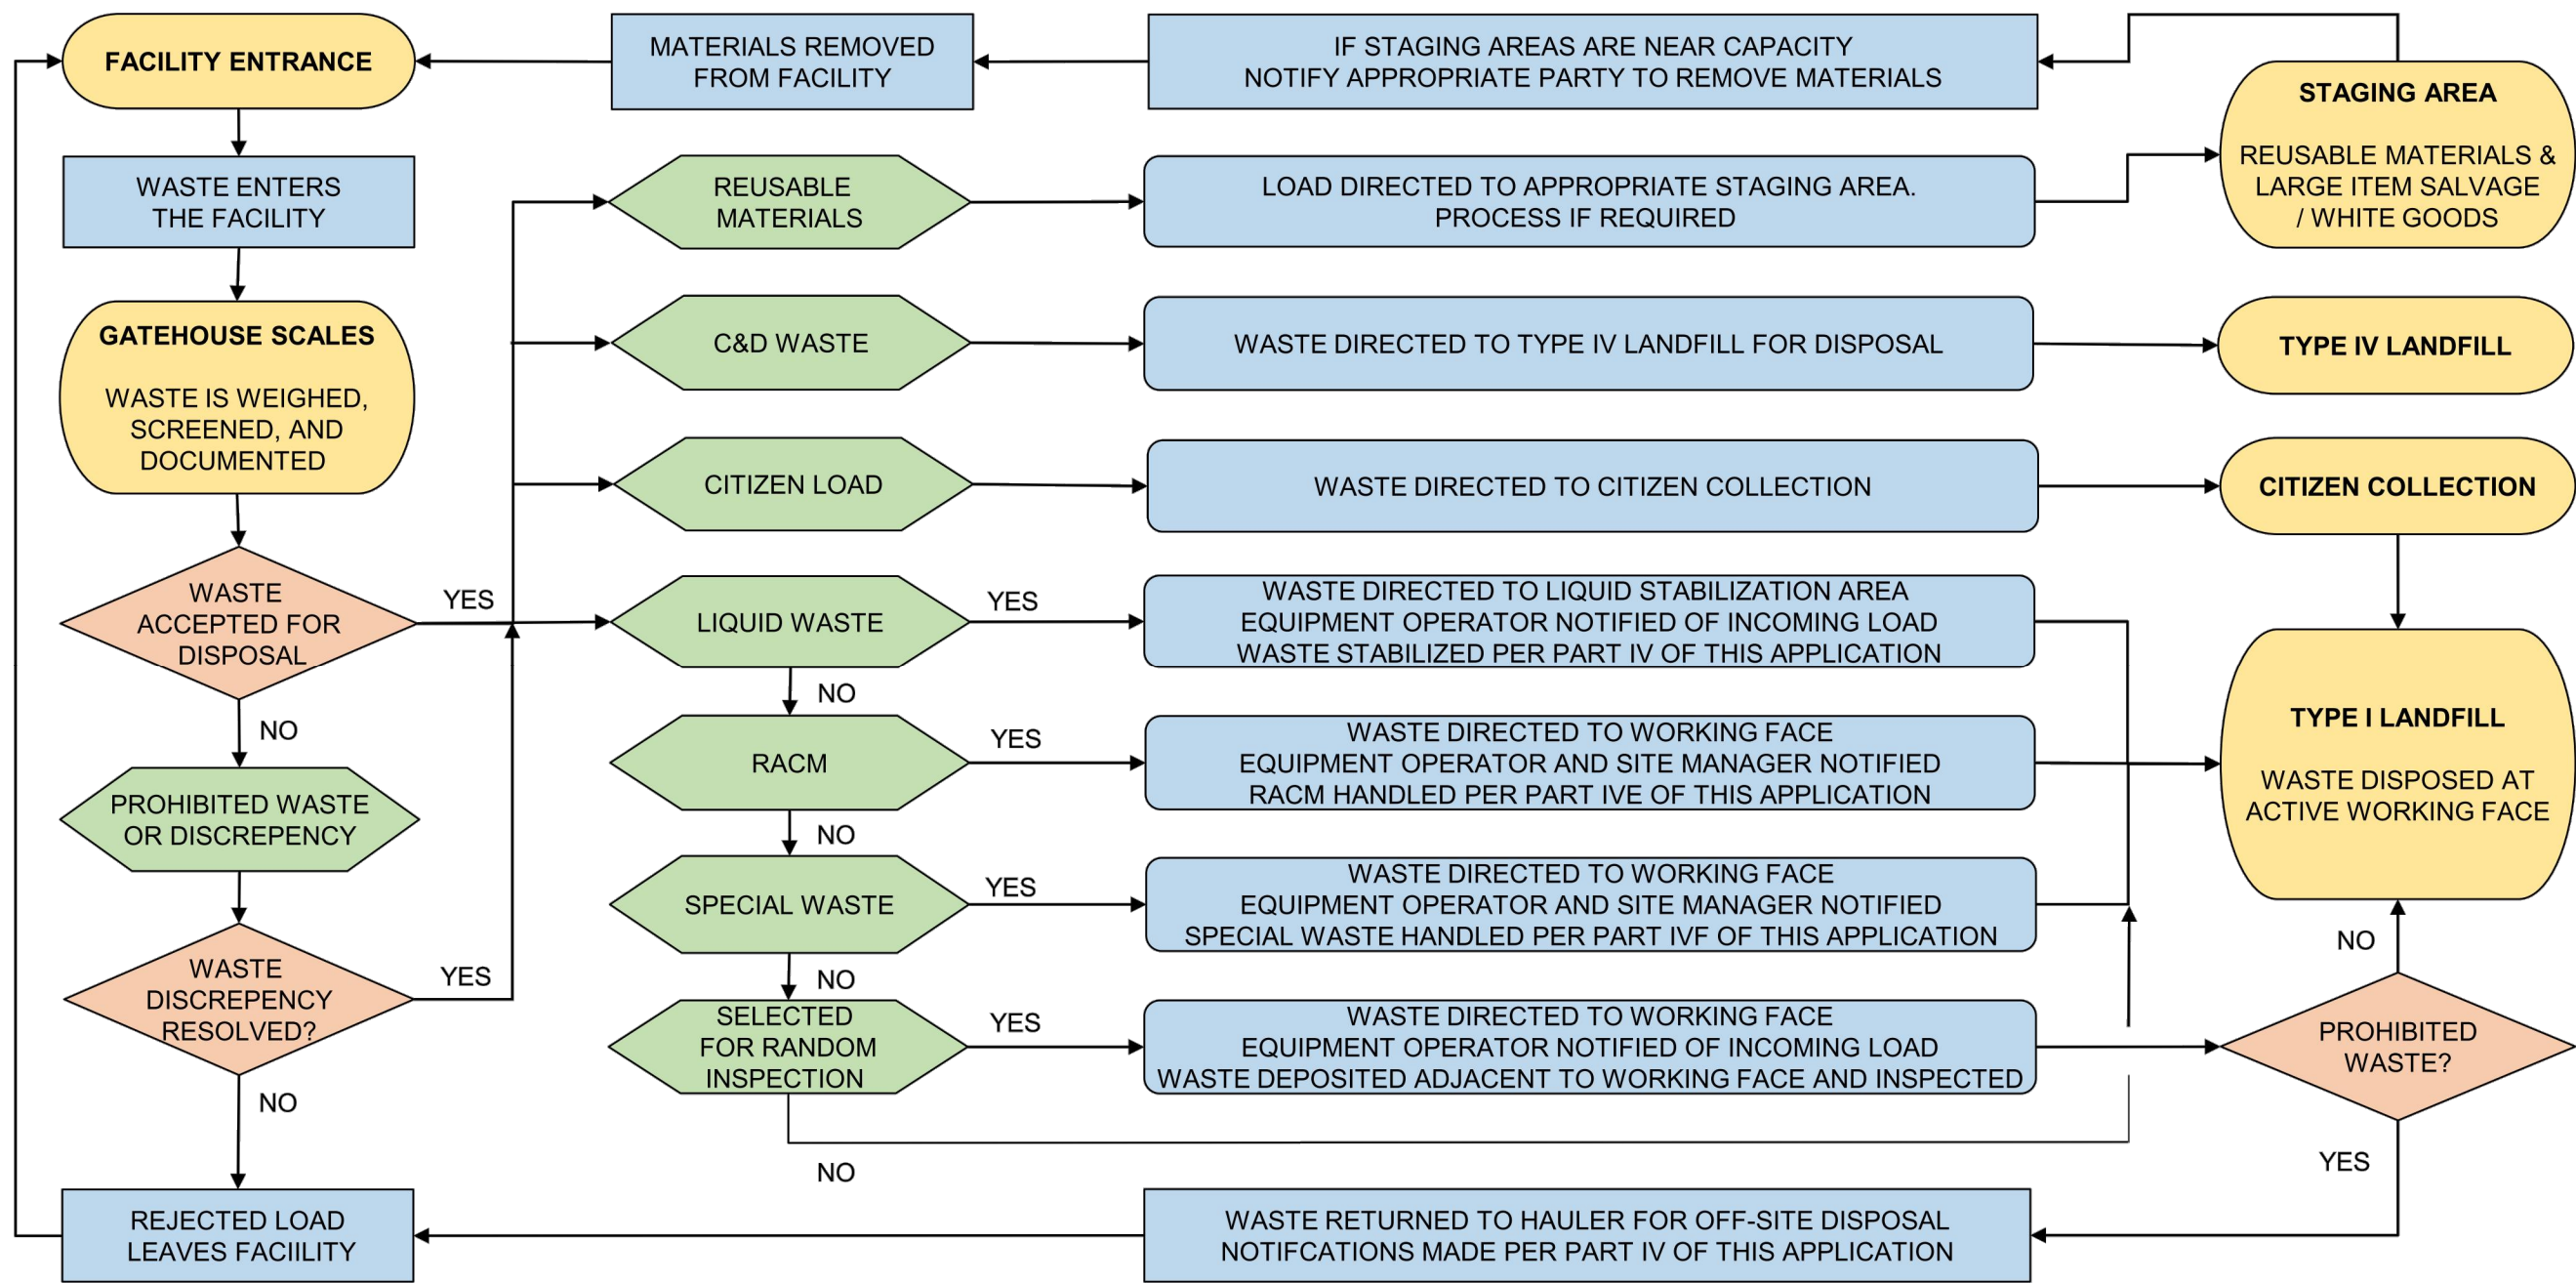 FACILITY ENTRANCE
MATERIALS REMOVED
FROM FACILITY
IF STAGING AREAS ARE NEAR CAPACITY
NOTIFY APPROPRIATE PARTY TO REMOVE MATERIALS
STAGING AREA
REUSABLE MATERIALS &
LARGE ITEM SALVAGE
/ WHITE GOODS
WASTE ENTERS
THE FACILITY
REUSABLE
MATERIALS
LOAD DIRECTED TO APPROPRIATE STAGING AREA.
PROCESS IF REQUIRED
GATEHOUSE SCALES
WASTE IS WEIGHED,
SCREENED, AND
DOCUMENTED
C&D WASTE
WASTE DIRECTED TO TYPE IV LANDFILL FOR DISPOSAL
TYPE IV LANDFILL
CITIZEN LOAD
WASTE DIRECTED TO CITIZEN COLLECTION
CITIZEN COLLECTION
WASTE
ACCEPTED FOR
DISPOSAL
YES
LIQUID WASTE
YES
WASTE DIRECTED TO LIQUID STABILIZATION AREA
EQUIPMENT OPERATOR NOTIFIED OF INCOMING LOAD
WASTE STABILIZED PER PART IV OF THIS APPLICATION
NO
NO
PROHIBITED WASTE
OR DISCREPENCY
RACM
YES
WASTE DIRECTED TO WORKING FACE
EQUIPMENT OPERATOR AND SITE MANAGER NOTIFIED
RACM HANDLED PER PART IVE OF THIS APPLICATION
TYPE I LANDFILL
WASTE DISPOSED AT
ACTIVE WORKING FACE
NO
SPECIAL WASTE
YES
WASTE DIRECTED TO WORKING FACE
EQUIPMENT OPERATOR AND SITE MANAGER NOTIFIED
SPECIAL WASTE HANDLED PER PART IVF OF THIS APPLICATION
NO
WASTE
DISCREPENCY
RESOLVED?
YES
NO
SELECTED
FOR RANDOM
INSPECTION
YES
WASTE DIRECTED TO WORKING FACE
EQUIPMENT OPERATOR NOTIFIED OF INCOMING LOAD
WASTE DEPOSITED ADJACENT TO WORKING FACE AND INSPECTED
PROHIBITED
WASTE?
NO
NO
YES
REJECTED LOAD
LEAVES FACIILITY
WASTE RETURNED TO HAULER FOR OFF-SITE DISPOSAL
NOTIFCATIONS MADE PER PART IV OF THIS APPLICATION